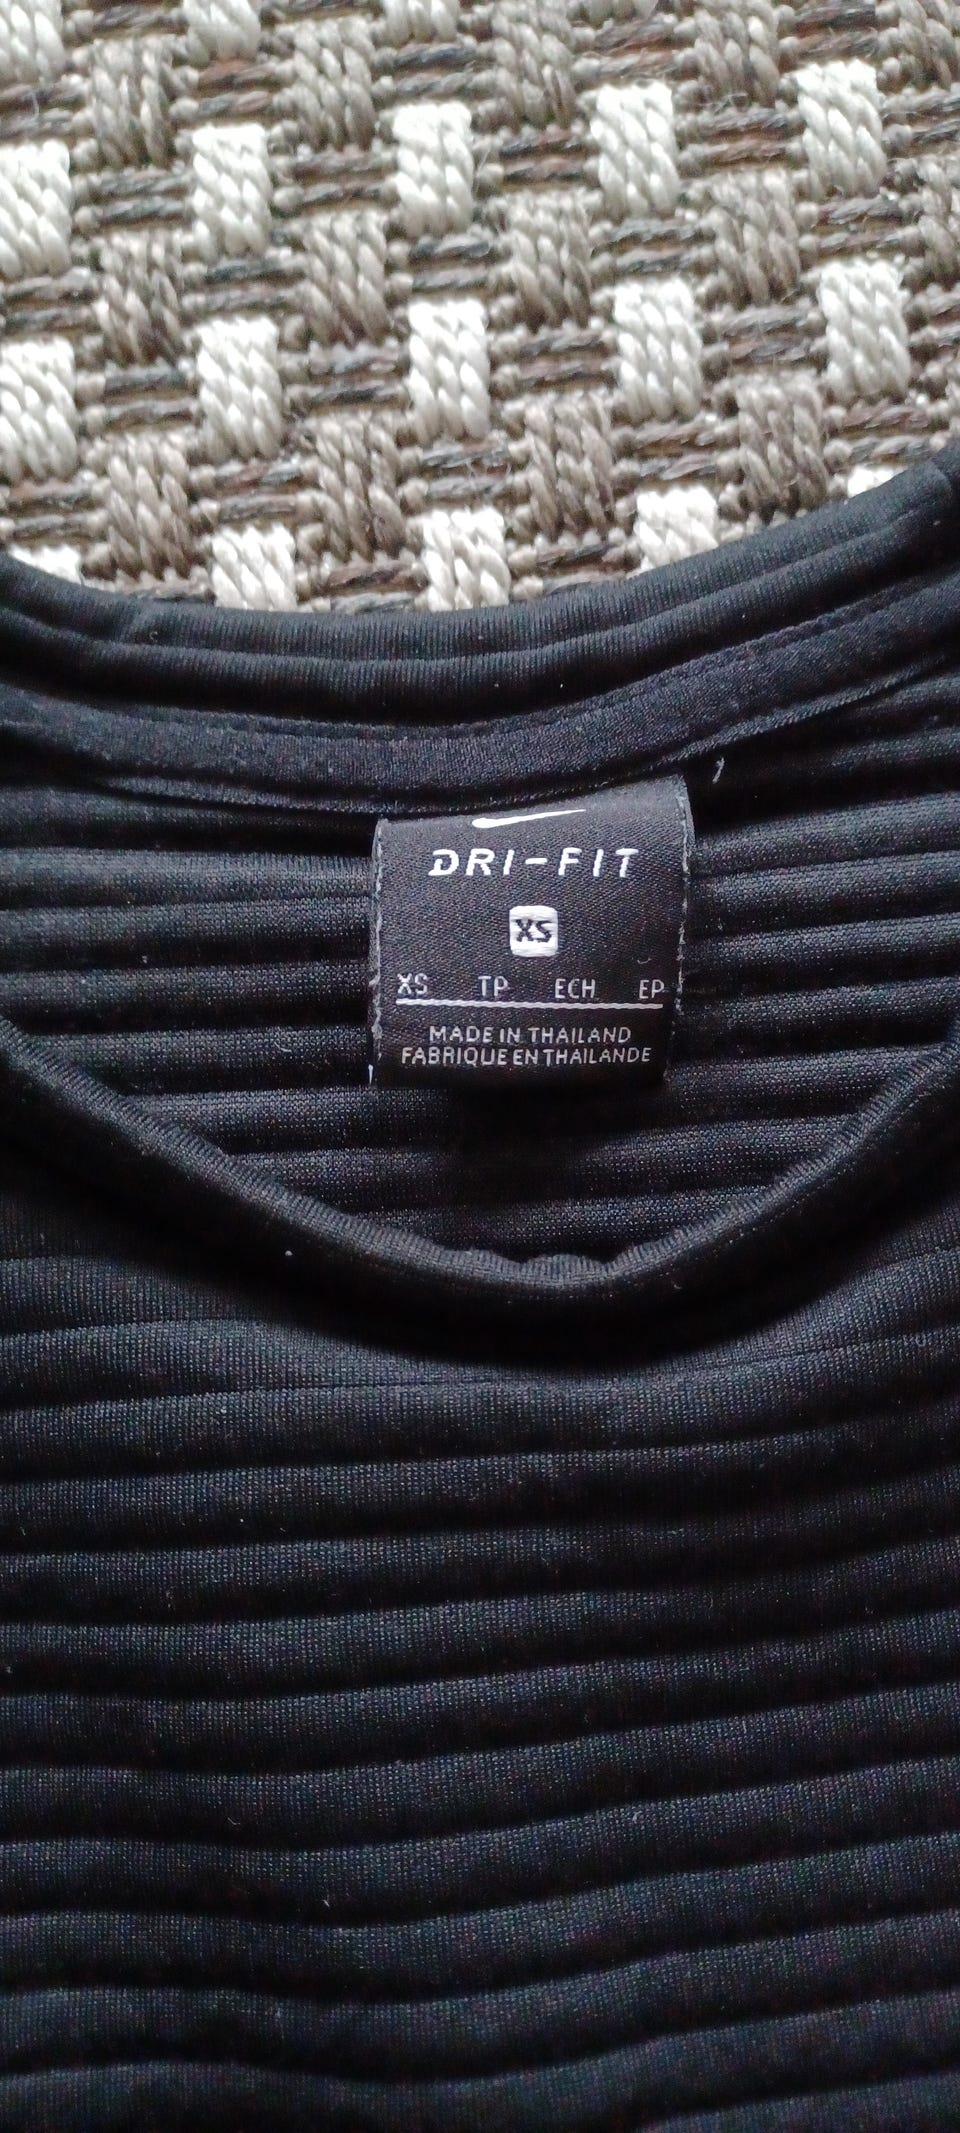 DRI-FIT
XS
XS TP ECH EP
MADE IN THAILAND
FABRIQUE EN THAILANDE